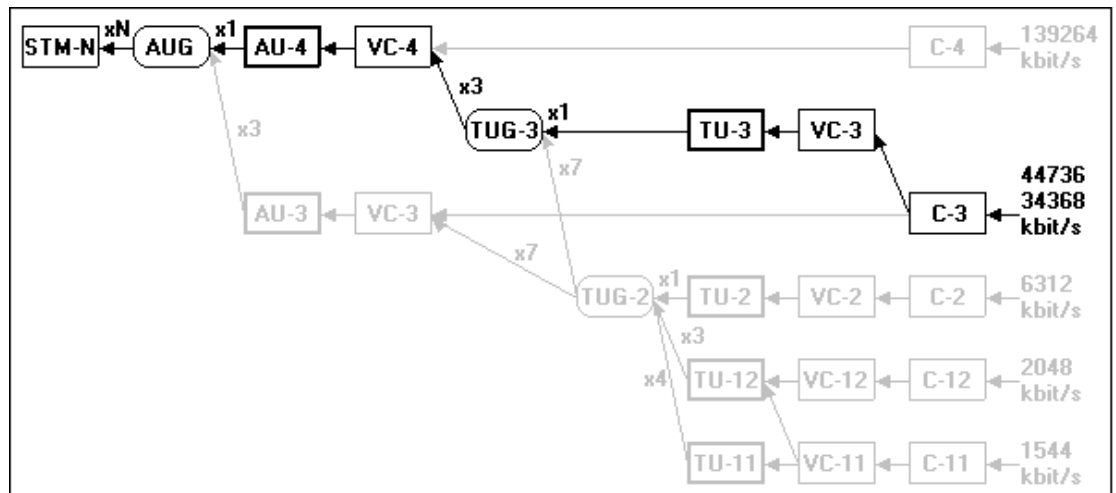 STM-N
xN
AUG
x1
AU-4
VC-4
C-4
139264
kbit/s
x3
TUG-3
x1
TU-3
VC-3
x3
x7
44736
34368
kbit/s
AU-3
VC-3
C-3
x7
TUG-2
x1
TU-2
VC-2
C-2
6312
kbit/s
x3
x4
TU-12
VC-12
C-12
2048
kbit/s
TU-11
VC-11
C-11
1544
kbit/s